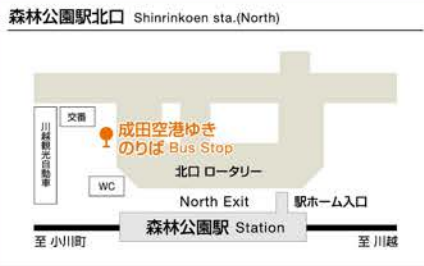 森林公園駅北口 Shinrinkoen sta.(North)
交番
川越観光自動車
成田空港ゆき
のりば Bus Stop
北口 ロータリー
WC
North Exit
駅ホーム入口
森林公園駅 Station
至 小川町
至 川越